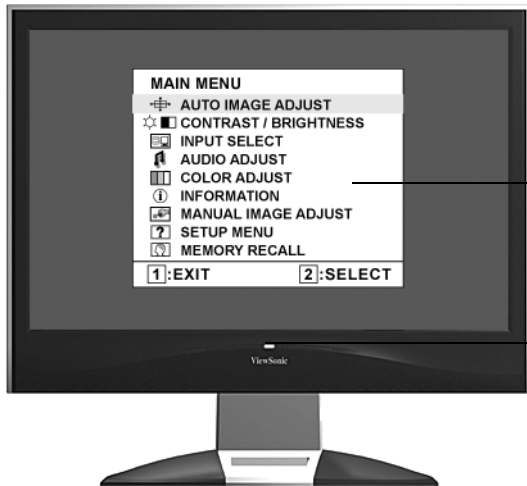 MAIN MENU
AUTO IMAGE ADJUST
CONTRAST / BRIGHTNESS
INPUT SELECT
AUDIO ADJUST
COLOR ADJUST
INFORMATION
MANUAL IMAGE ADJUST
SETUP MENU
MEMORY RECALL
1:EXIT 2:SELECT
ViewSonic